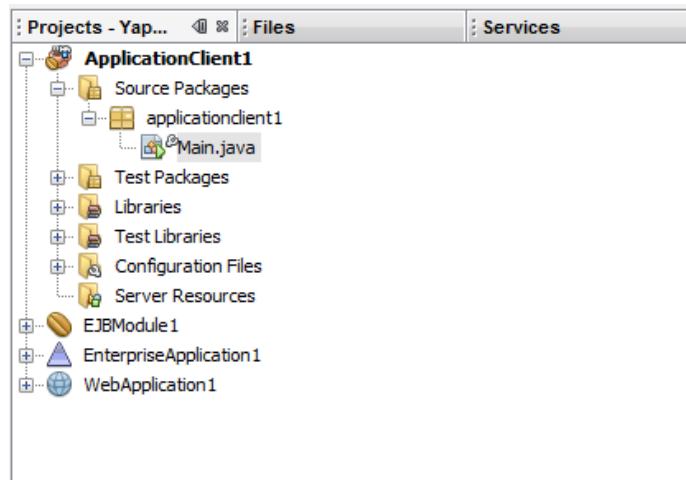 Projects - Yap... Files Services
ApplicationClient1
Source Packages
applicationclient1
Main.java
Test Packages
Libraries
Test Libraries
Configuration Files
Server Resources
EJBModule1
EnterpriseApplication1
WebApplication1